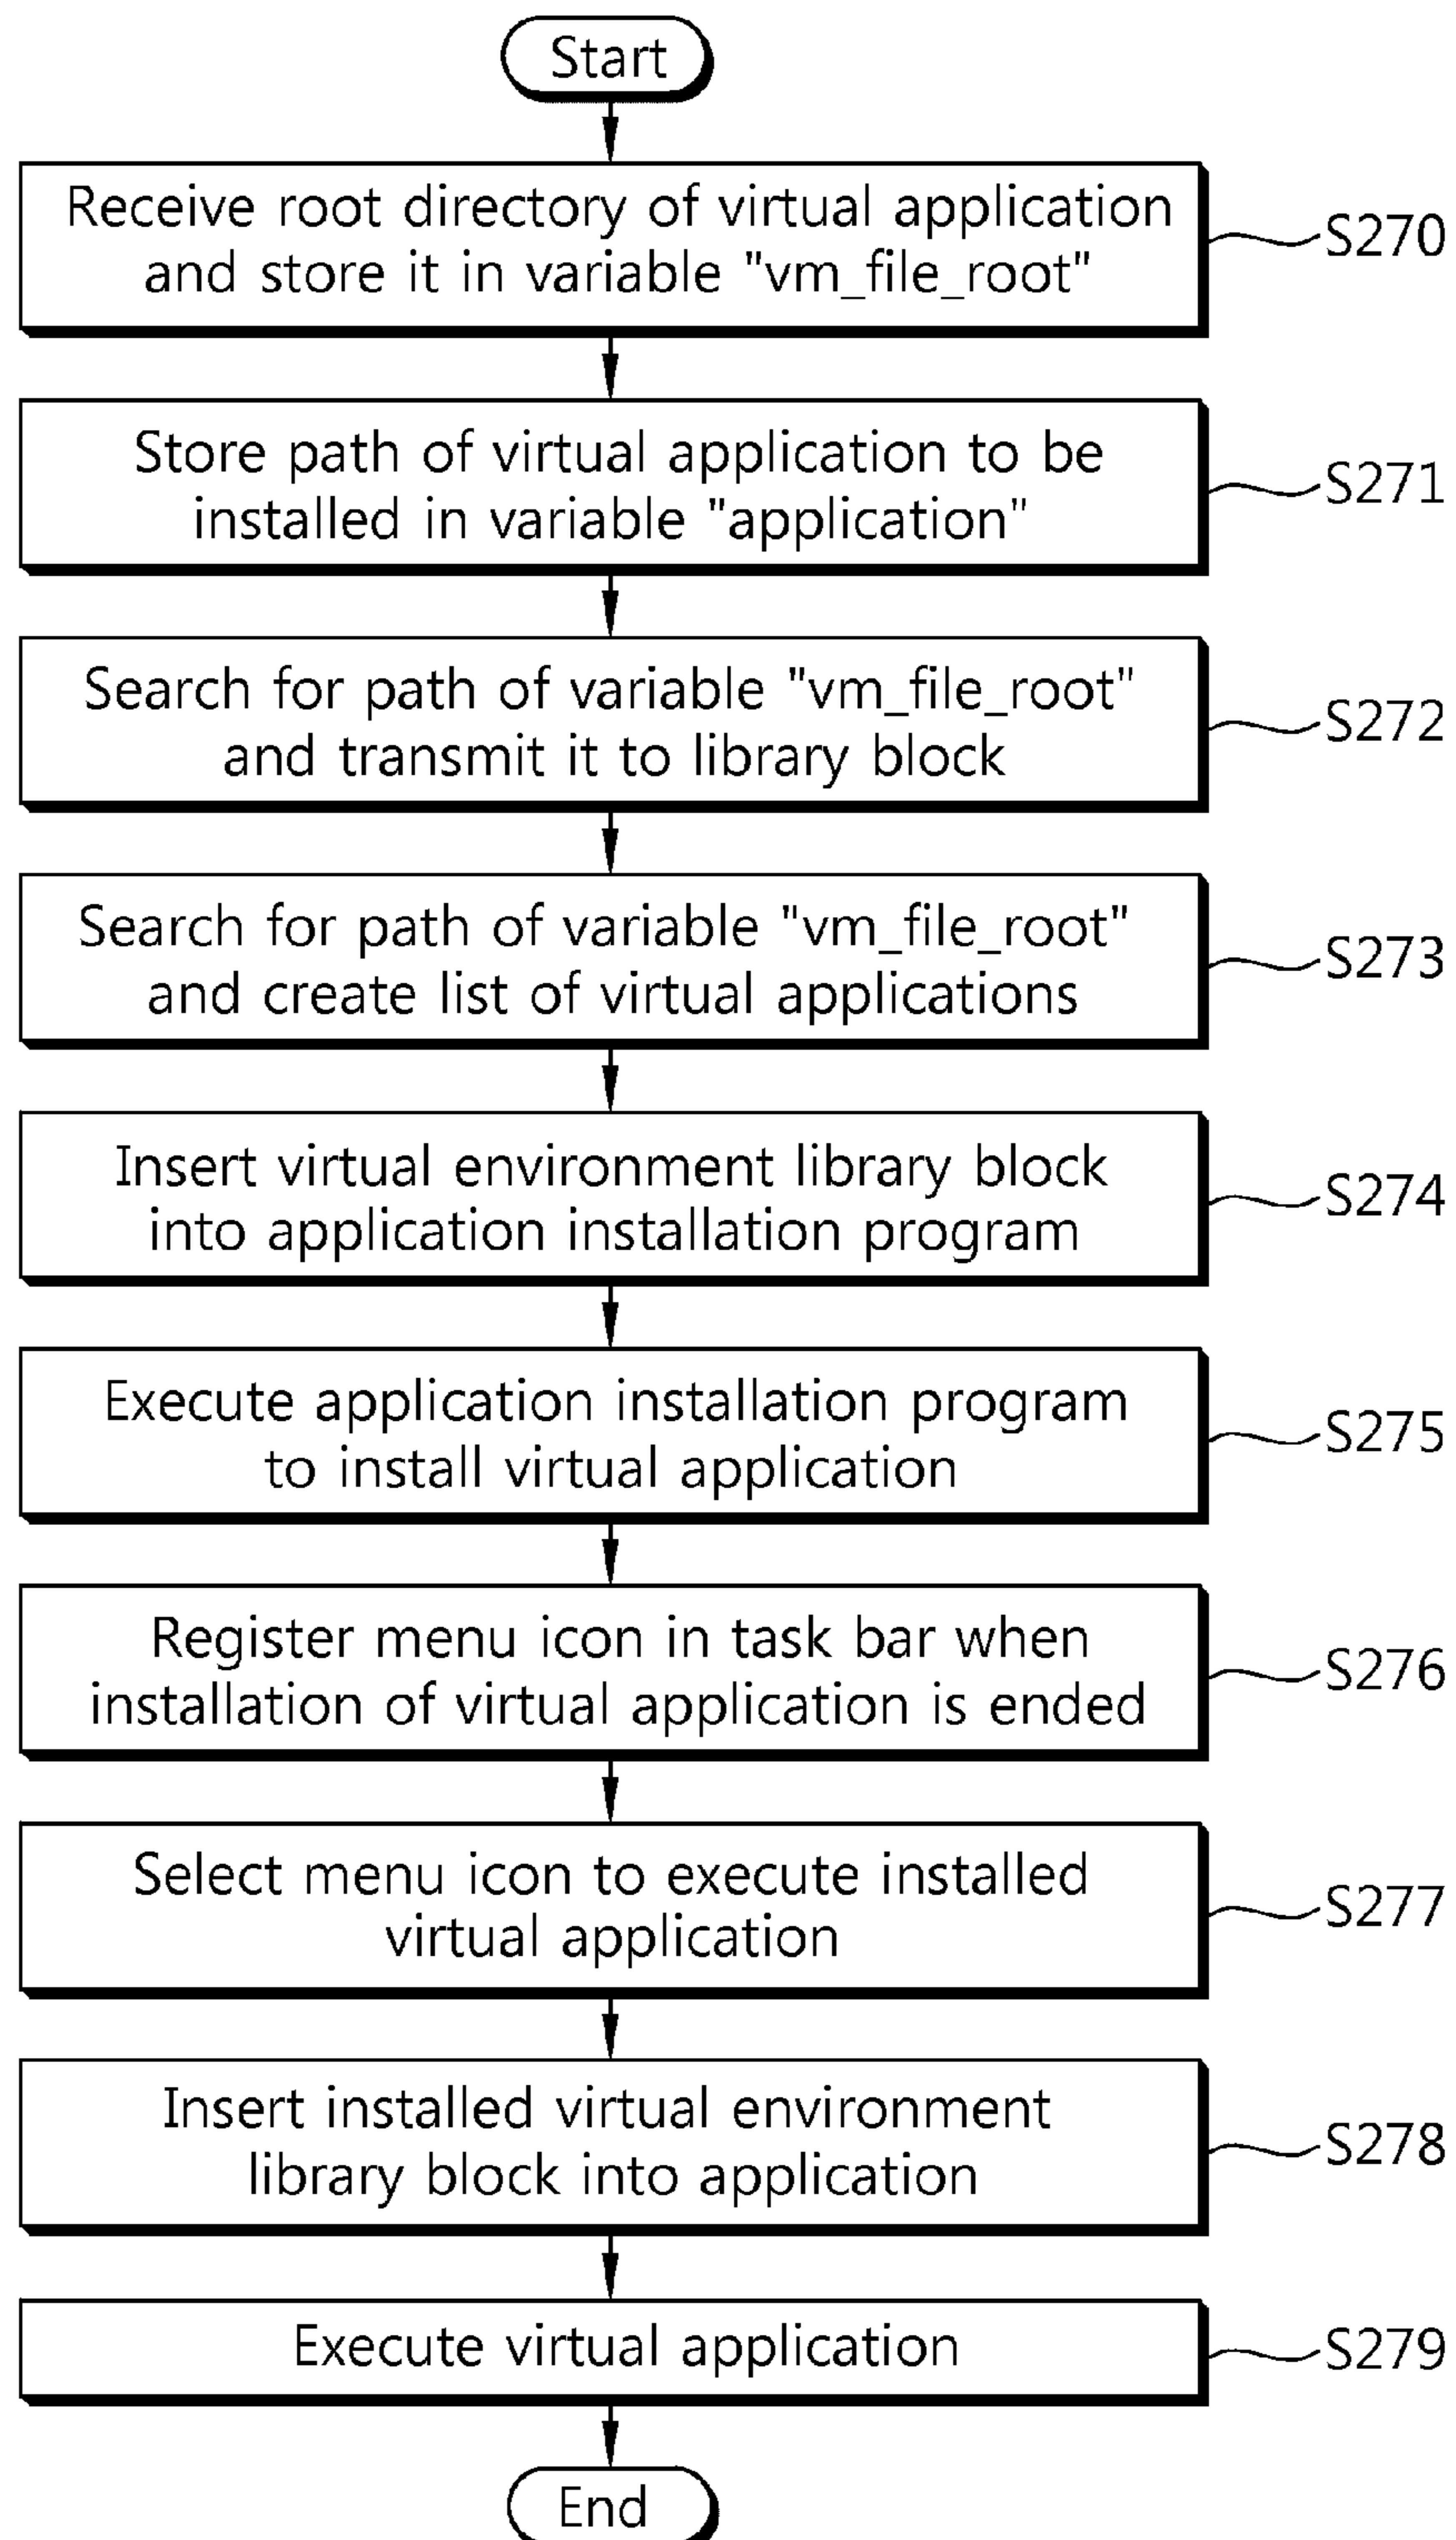 Start
Receive root directory of virtual application
and store it in variable "vm_file_root"
S270
Store path of virtual application to be
installed in variable "application"
S271
Search for path of variable "vm_file_root"
and transmit it to library block
S272
Search for path of variable "vm_file_root"
and create list of virtual applications
S273
Insert virtual environment library block
into application installation program
S274
Execute application installation program
to install virtual application
S275
Register menu icon in task bar when
installation of virtual application is ended
S276
Select menu icon to execute installed
virtual application
S277
Insert installed virtual environment
library block into application
S278
Execute virtual application
S279
End